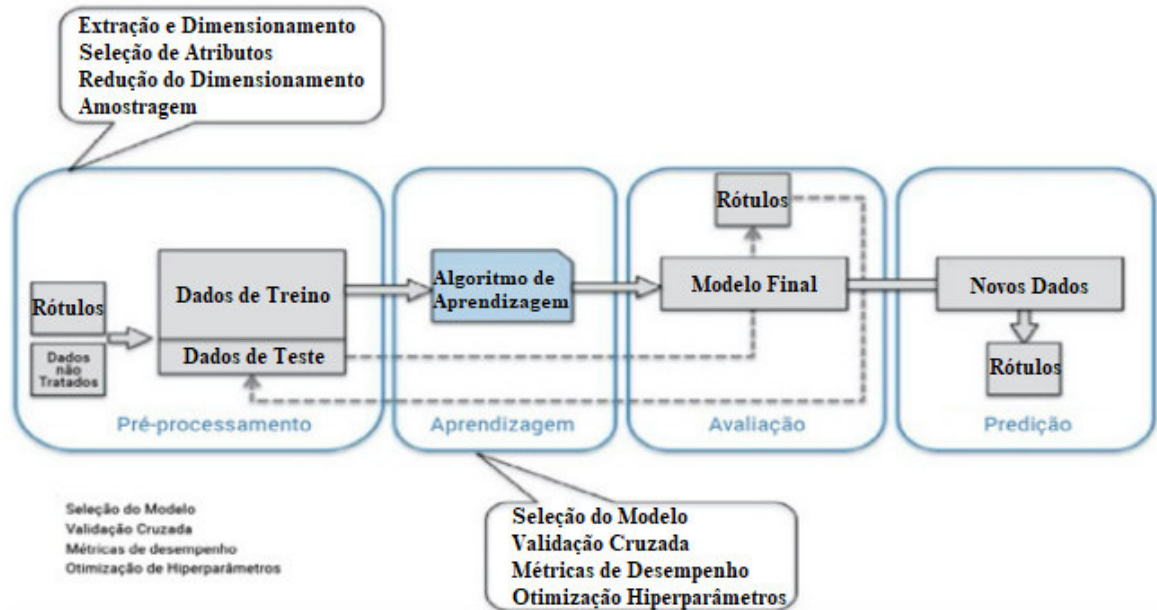 Extração e Dimensionamento
Seleção de Atributos
Redução do Dimensionamento
Amostragem
Rótulos
Dados
não
Tratados
Dados de Treino
Dados de Teste
Pré-processamento
Algoritmo de
Aprendizagem
Aprendizagem
Rótulos
Modelo Final
Avaliação
Novos Dados
Rótulos
Predição
Seleção do Modelo
Validação Cruzada
Métricas de desempenho
Otimização de Hiperparâmetros
Seleção do Modelo
Validação Cruzada
Métricas de Desempenho
Otimização Hiperparâmetros